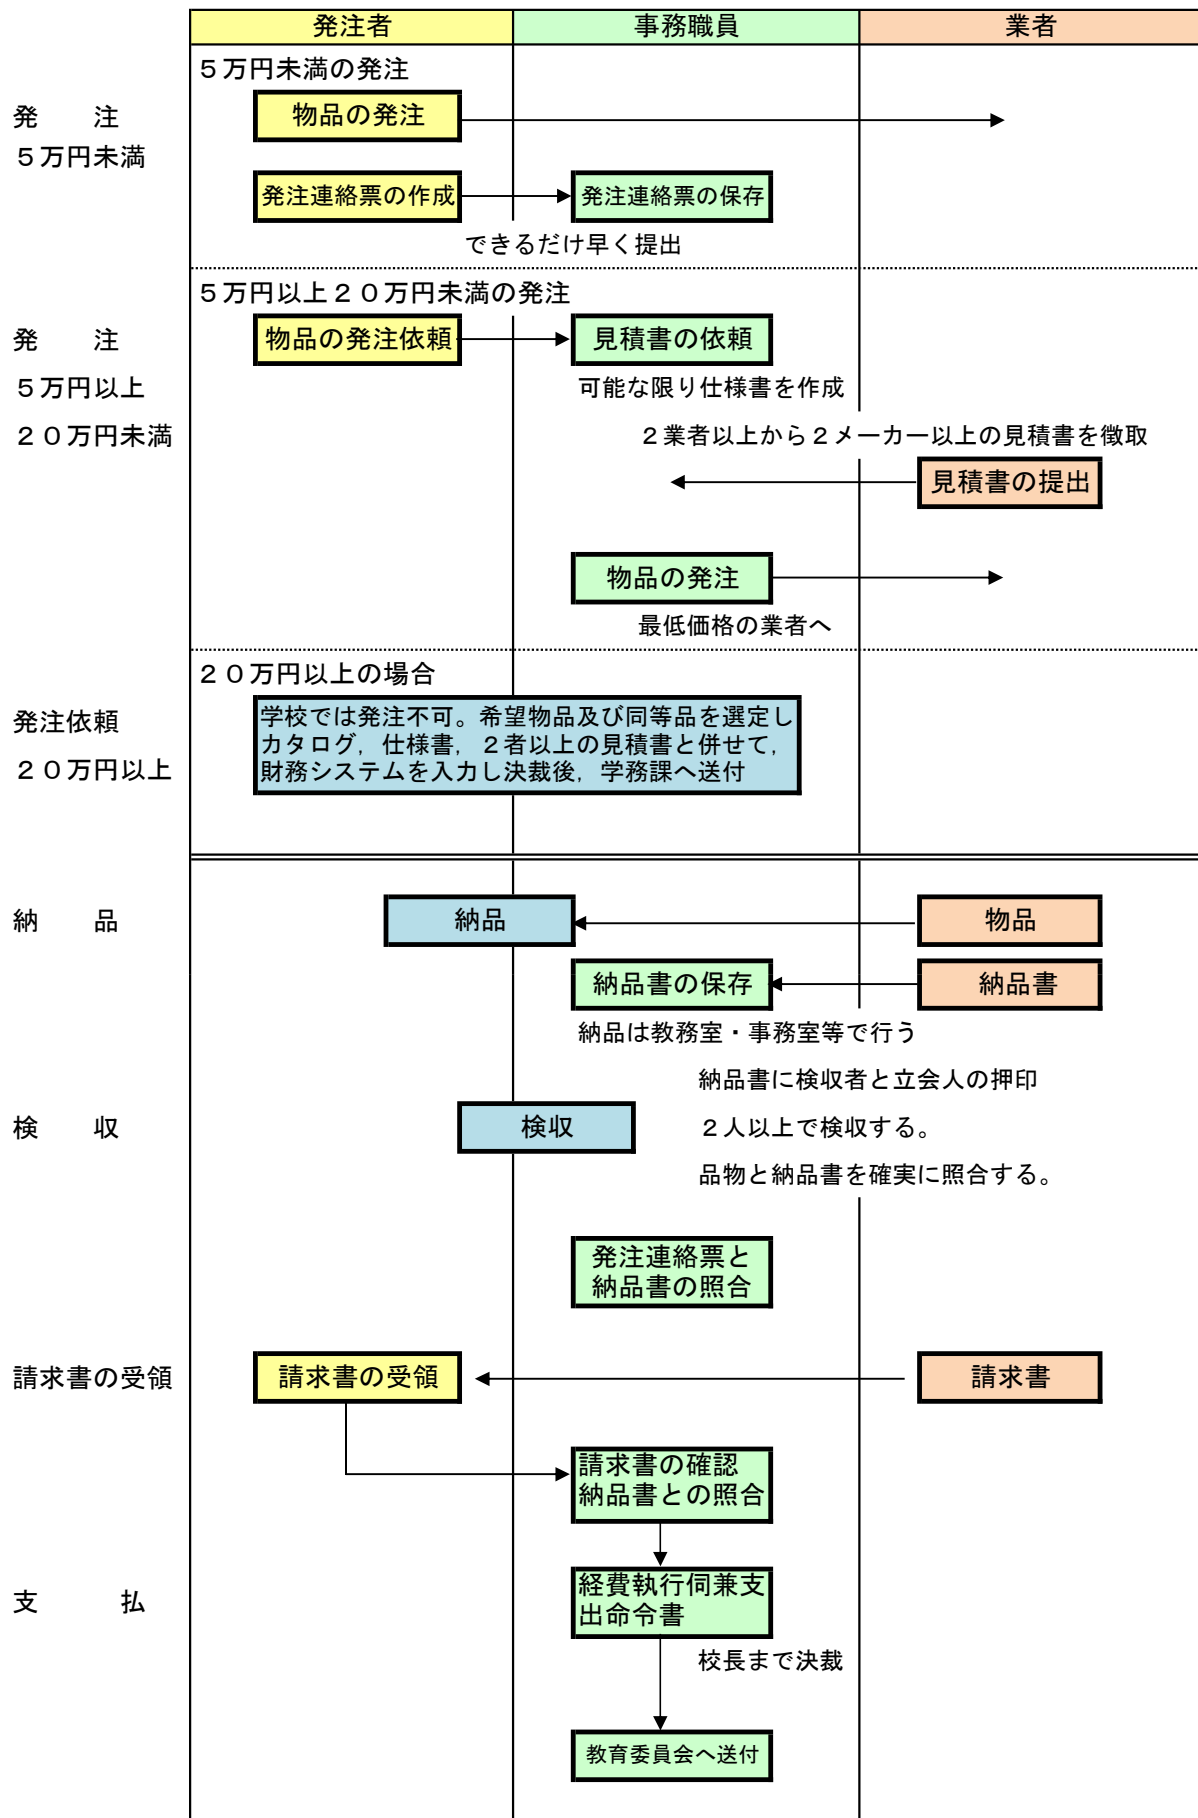 発注者 事務職員 業者
５万円未満の発注
発　　注 物品の発注
５万円未満
発注連絡票の作成 発注連絡票の保存
できるだけ早く提出
５万円以上２０万円未満の発注
発　　注 物品の発注依頼 見積書の依頼
５万円以上 可能な限り仕様書を作成
２０万円未満 ２業者以上から２メーカー以上の見積書を徴取
見積書の提出
物品の発注
最低価格の業者へ
２０万円以上の場合
発注依頼
２０万円以上
学校では発注不可。希望物品及び同等品を選定し
カタログ，仕様書，２者以上の見積書と併せて，
財務システムを入力し決裁後，学務課へ送付
納　　品 納品 物品
納品書の保存 納品書
納品は教務室・事務室等で行う
納品書に検収者と立会人の押印
検　　収 検収 ２人以上で検収する。
品物と納品書を確実に照合する。
発注連絡票と
納品書の照合
請求書の受領 請求書の受領 請求書
請求書の確認
納品書との照合
支　　　払
経費執行伺兼支
出命令書
校長まで決裁
教育委員会へ送付